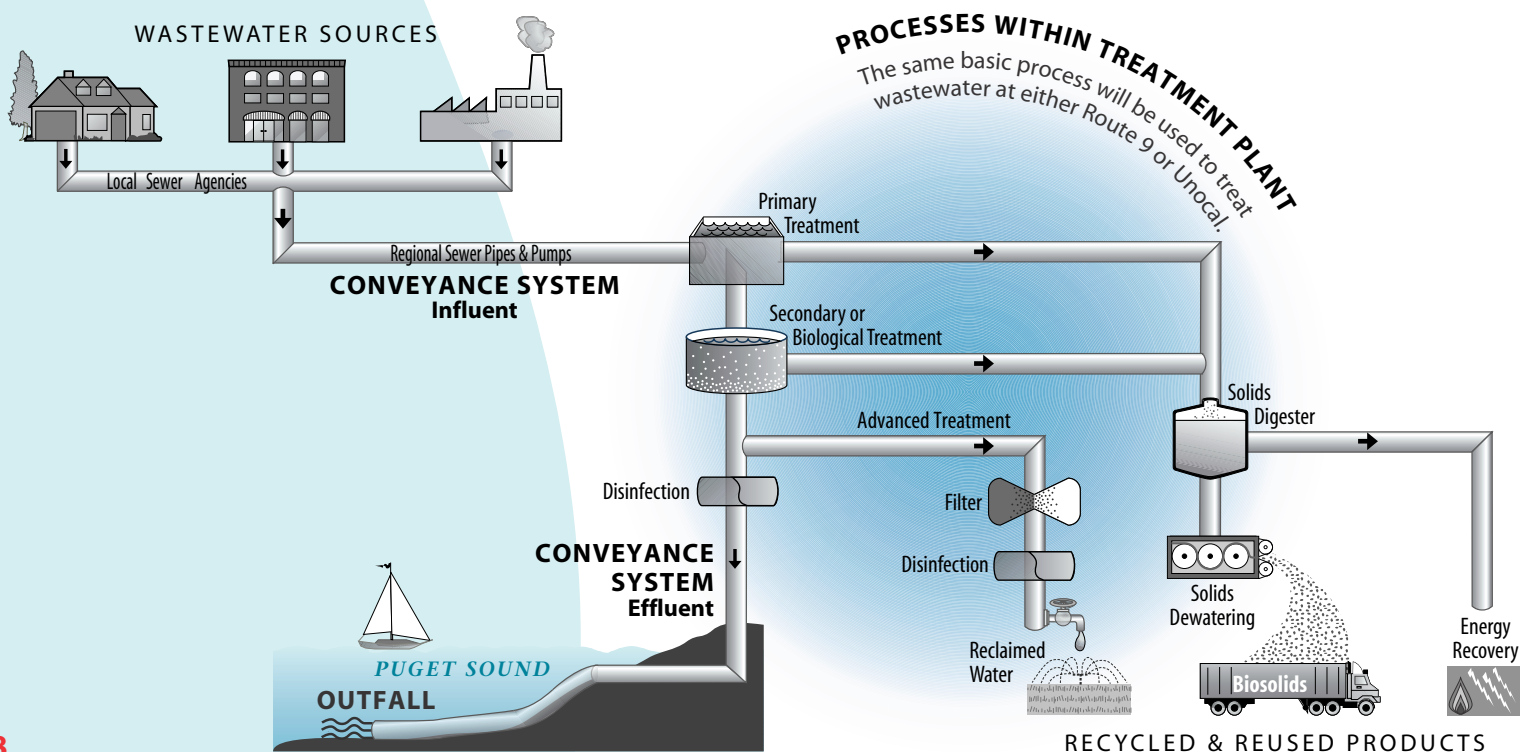 WASTEWATER SOURCES
PROCESSES WITHIN TREATMENT PLANT
The same basic process will be used to treat
wastewater at either Route 9 or Unocal.
Local Sewer Agencies
Primary
Treatment
Regional Sewer Pipes & Pumps
CONVEYANCE SYSTEM
Influent
Secondary or
Biological Treatment
Solids
Digester
Advanced Treatment
Disinfection
Filter
CONVEYANCE
SYSTEM
Effluent
Disinfection
Solids
Dewatering
Reclaimed
Water
Energy
Recovery
PUGET SOUND
OUTFALL
Biosolids
RECYCLED & REUSED PRODUCTS